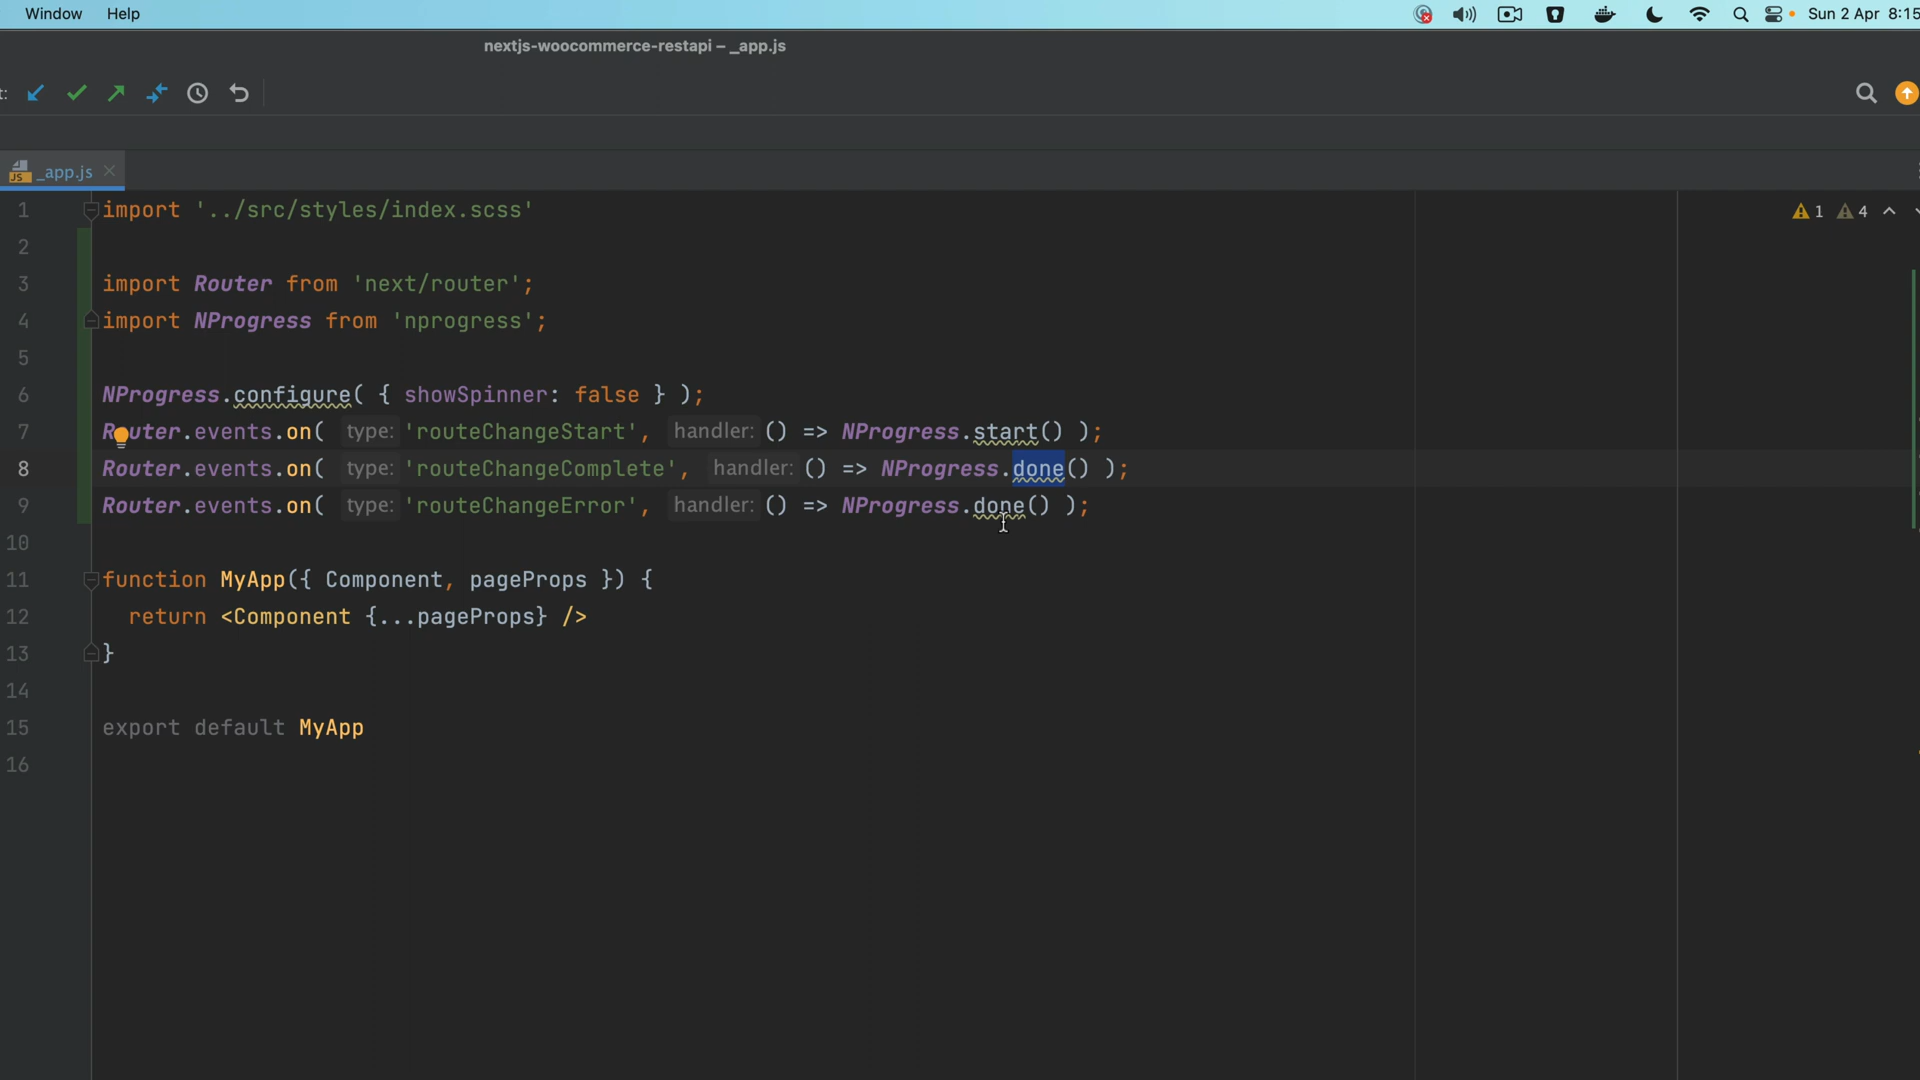 Window Help
Sun 2 Apr 8:15
nextjs-woocommerce-restapi – _app.js
t:
_app.js
1 import '../src/styles/index.scss'
1 4
2
3 import Router from 'next/router';
4 import NProgress from 'nprogress';
5
6 NProgress.configure( { showSpinner: false } );
7 Router.events.on( type: 'routeChangeStart', handler: () => NProgress.start() );
8 Router.events.on( type: 'routeChangeComplete', handler: () => NProgress.done() );
9 Router.events.on( type: 'routeChangeError', handler: () => NProgress.done() );
10
11 function MyApp({ Component, pageProps }) {
12 return <Component {...pageProps} />
13 }
14
15 export default MyApp
16